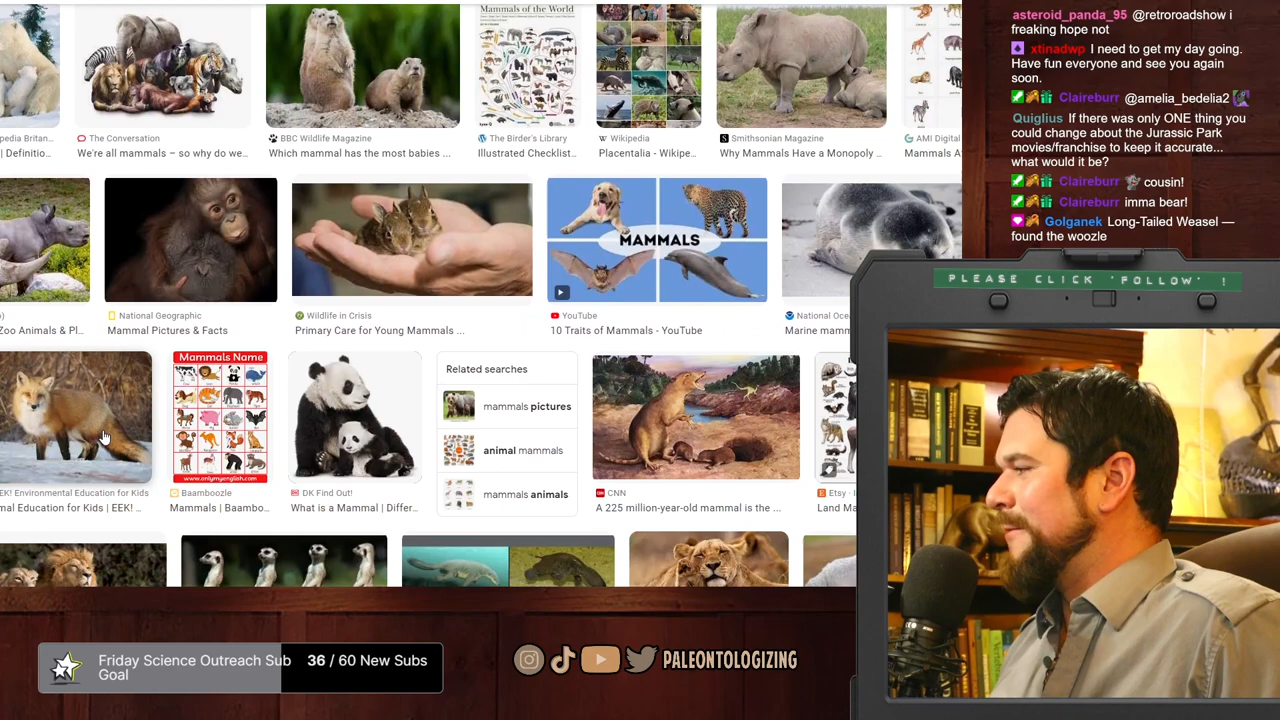 Mammals of the World
pedia Britan...
| Definitio...
The Conversation
We're all mammals – so why do we...
BBC Wildlife Magazine
Which mammal has the most babies ...
The Birder's Library
Illustrated Checklist...
Wikipedia
Placentalia - Wikipe...
Smithsonian Magazine
Why Mammals Have a Monopoly ...
AMI Digital
Mammals A
MAMMALS
Zoo Animals & Pl...
National Geographic
Mammal Pictures & Facts
Wildlife in Crisis
Primary Care for Young Mammals ...
YouTube
10 Traits of Mammals - YouTube
National Oce
Marine mamm
Mammals Name
www.onlymyenglish.com
EK! Environmental Education for Kids
mal Education for Kids | EEK! ...
Baamboozle
Mammals | Baambo...
DK Find Out!
What is a Mammal | Differ...
Related searches
mammals pictures
animal mammals
mammals animals
CNN
A 225 million-year-old mammal is the ...
Etsy · I
Land Ma
asteroid_panda_95 @retrorickshow i
freaking hope not
xtinadwp I need to get my day going.
Have fun everyone and see you again
soon.
Claireburr @amelia_bedelia2
Quiglius If there was only ONE thing you
could change about the Jurassic Park
movies/franchise to keep it accurate...
what would it be?
Claireburr cousin!
Claireburr imma bear!
Golganek Long-Tailed Weasel —
found the woozle
PLEASE CLICK 'FOLLOW' !
Friday Science Outreach Sub
Goal
36 / 60 New Subs
PALEONTOLOGIZING